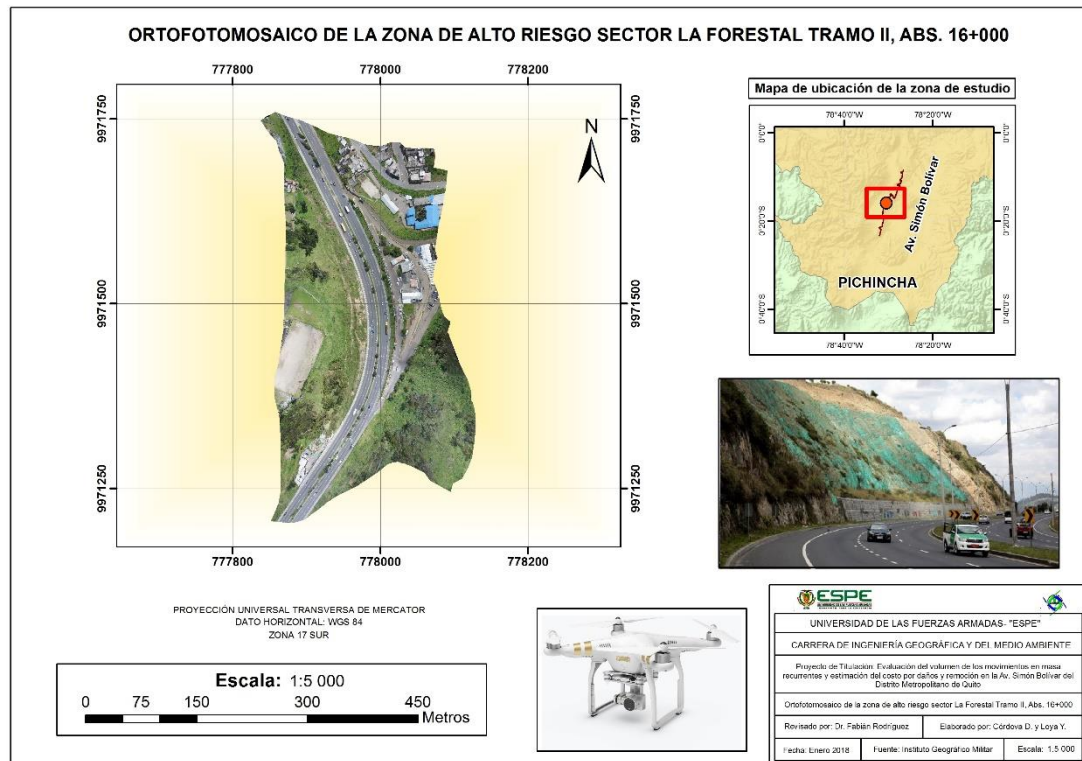 ORTOFOTOMOSAICO DE LA ZONA DE ALTO RIESGO SECTOR LA FORESTAL TRAMO II, ABS. 16+000
777800 778000 778200
9971750 9971750
9971500 9971500
9971250 9971250
777800 778000 778200
N
Mapa de ubicación de la zona de estudio
78°40'0"W 78°20'0"W
0°0'0" 0°0'0"
0°20'0"S 0°20'0"S
0°40'0"S 0°40'0"S
Av. Simón Bolívar
PICHINCHA
78°40'0"W 78°20'0"W
PROYECCIÓN UNIVERSAL TRANSVERSA DE MERCATOR
DATO HORIZONTAL: WGS 84
ZONA 17 SUR
Escala: 1:5 000
0 75 150 300 450
Metros
ESPE
UNIVERSIDAD DE LAS FUERZAS ARMADAS- "ESPE"
CARRERA DE INGENIERÍA GEOGRÁFICA Y DEL MEDIO AMBIENTE
Proyecto de Titulación: Evaluación del volumen de los movimientos en masa
recurrentes y estimación del costo por daños y remoción en la Av. Simón Bolívar del
Distrito Metropolitano de Quito
Ortofotomosaico de la zona de alto riesgo sector La Forestal Tramo II, Abs. 16+000
Revisado por: Dr. Fabián Rodríguez Elaborado por: Córdova D. y Loya Y.
Fecha: Enero 2018 Fuente: Instituto Geográfico Militar Escala: 1:5 000